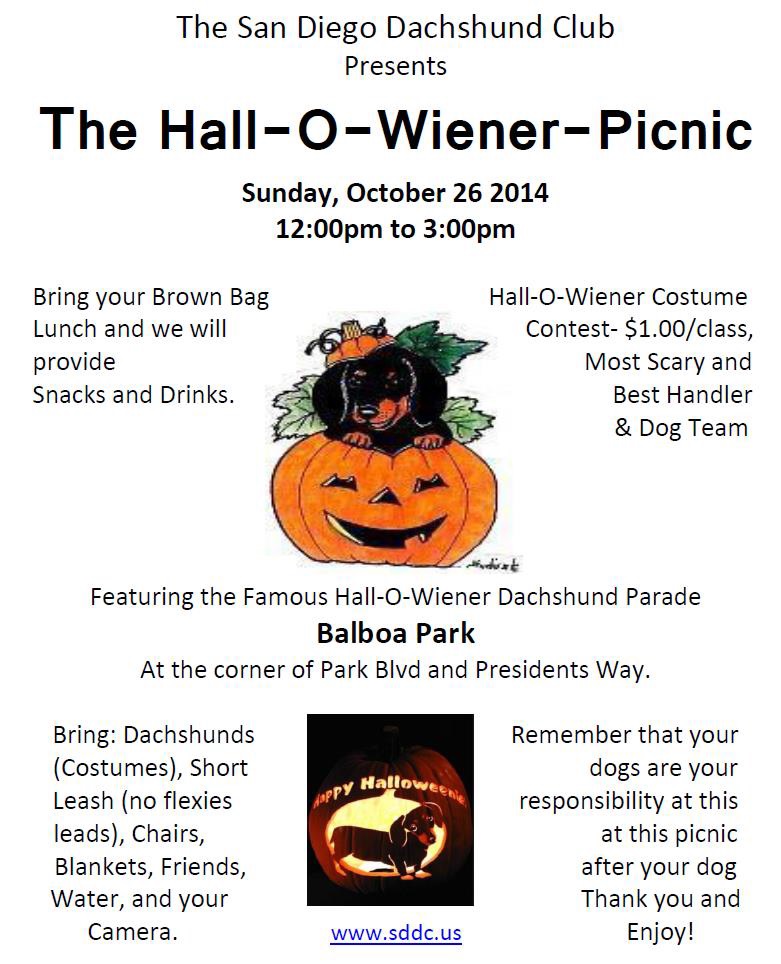 The San Diego Dachshund Club
Presents
The Hall-O-Wiener-Picnic
Sunday, October 26 2014
12:00pm to 3:00pm
Bring your Brown Bag
Lunch and we will
provide
Snacks and Drinks.
Hall-O-Wiener Costume
Contest- $1.00/class,
Most Scary and
Best Handler
& Dog Team
Featuring the Famous Hall-O-Wiener Dachshund Parade
Balboa Park
At the corner of Park Blvd and Presidents Way.
Bring: Dachshunds
(Costumes), Short
Leash (no flexies
leads), Chairs,
Blankets, Friends,
Water, and your
Camera.
Happy Halloweenie!
www.sddc.us
Remember that your
dogs are your
responsibility at this
at this picnic
after your dog
Thank you and
Enjoy!